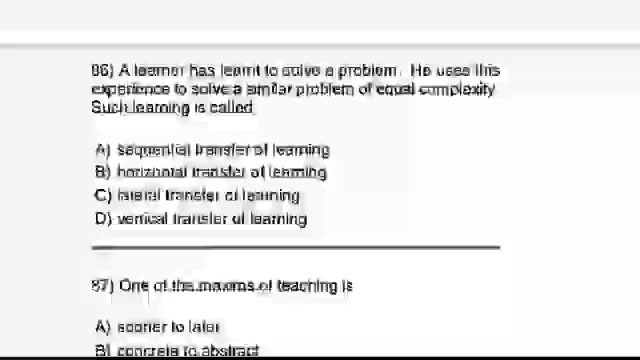 86) A learner has learnt to solve a problem. He uses this
experience to solve a similar problem of equal complexity
Such learning is called
A) sequential transfer of learning
B) horizontal transfer of learning
C) lateral transfer of learning
D) vertical transfer of learning
87) One of the maxims of teaching is
A) sooner to later
B) concrete to abstract